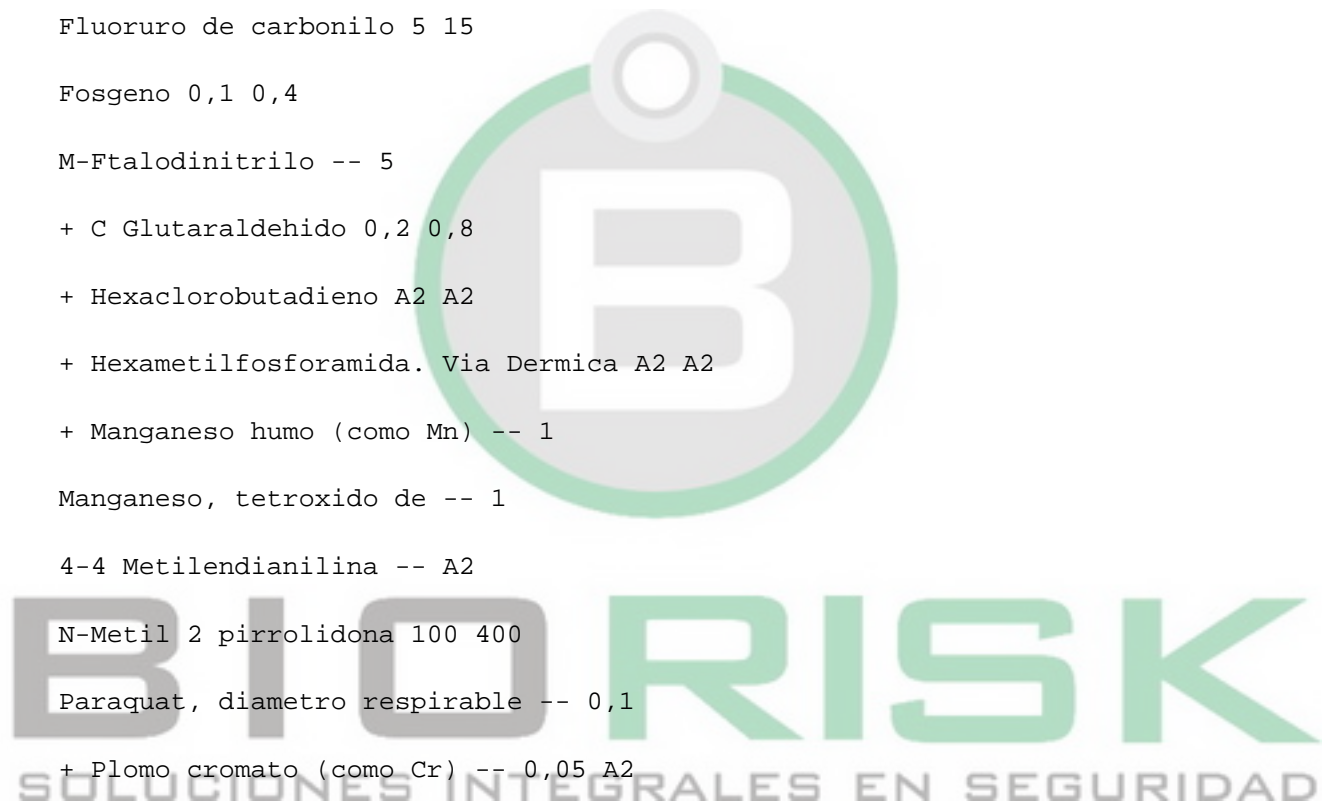 Fluoruro de carbonilo 5 15
Fosgeno 0,1 0,4
M-Ftalodinitrilo -- 5
+ C Glutaraldehido 0,2 0,8
+ Hexaclorobutadieno A2 A2
+ Hexametilfosforamida. Via Dermica A2 A2
+ Manganeso humo (como Mn) -- 1
Manganeso, tetroxido de -- 1
4-4 Metilendianilina -- A2
N-Metil 2 pirrolidona 100 400
Paraquat, diametro respirable -- 0,1
+ Plomo cromato (como Cr) -- 0,05 A2
B
BIORISK
SOLUCIONES INTEGRALES EN SEGURIDAD